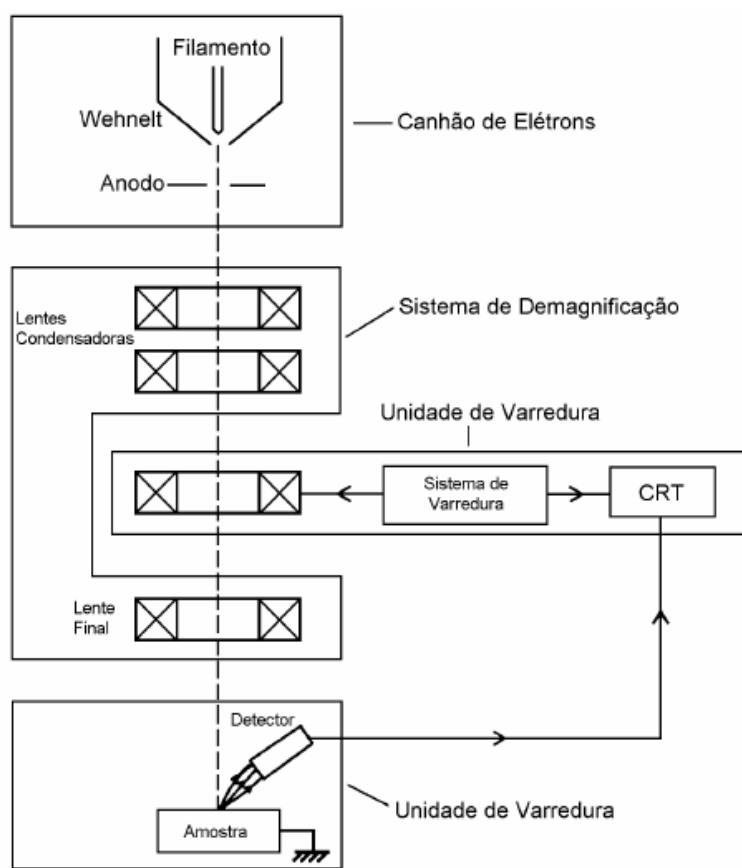 Filamento
Wehnelt
Canhão de Elétrons
Anodo
Lentes
Condensadoras
Sistema de Demagnificação
Unidade de Varredura
Sistema de
Varredura
CRT
Lente
Final
Detector
Unidade de Varredura
Amostra